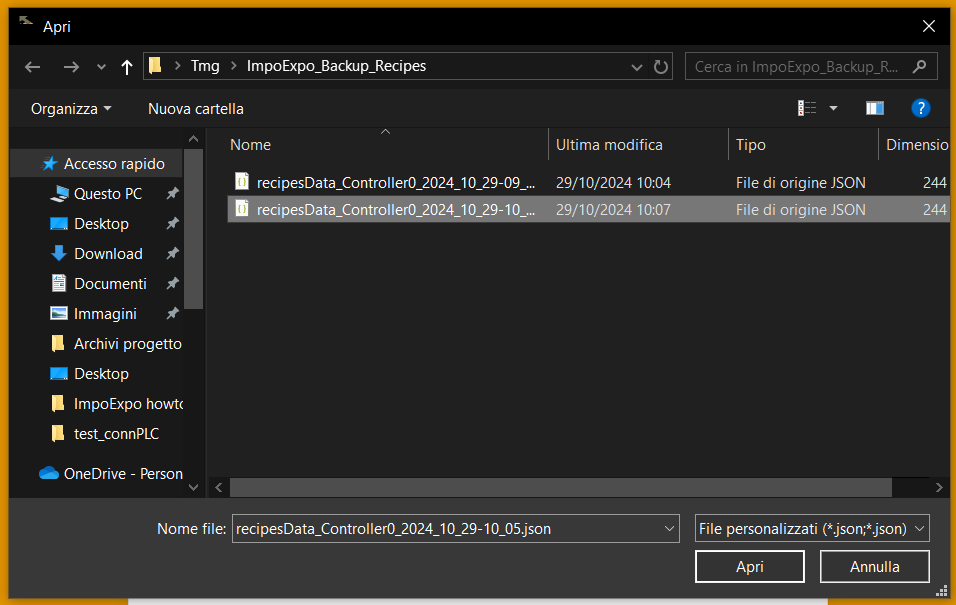 Apri
Tmg
ImpoExpo_Backup_Recipes
Cerca in ImpoExpo_Backup_R...
Organizza
Nuova cartella
?
Nome
Ultima modifica
Tipo
Dimensio
Accesso rapido
Questo PC
Desktop
Download
Documenti
Immagini
Archivi progetto
Desktop
ImpoExpo howto
test_connPLC
OneDrive - Person
recipesData_Controller0_2024_10_29-09_...
29/10/2024 10:04
File di origine JSON
244
recipesData_Controller0_2024_10_29-10_...
29/10/2024 10:07
File di origine JSON
244
Nome file:
recipesData_Controller0_2024_10_29-10_05.json
File personalizzati (*.json;*.json)
Apri
Annulla